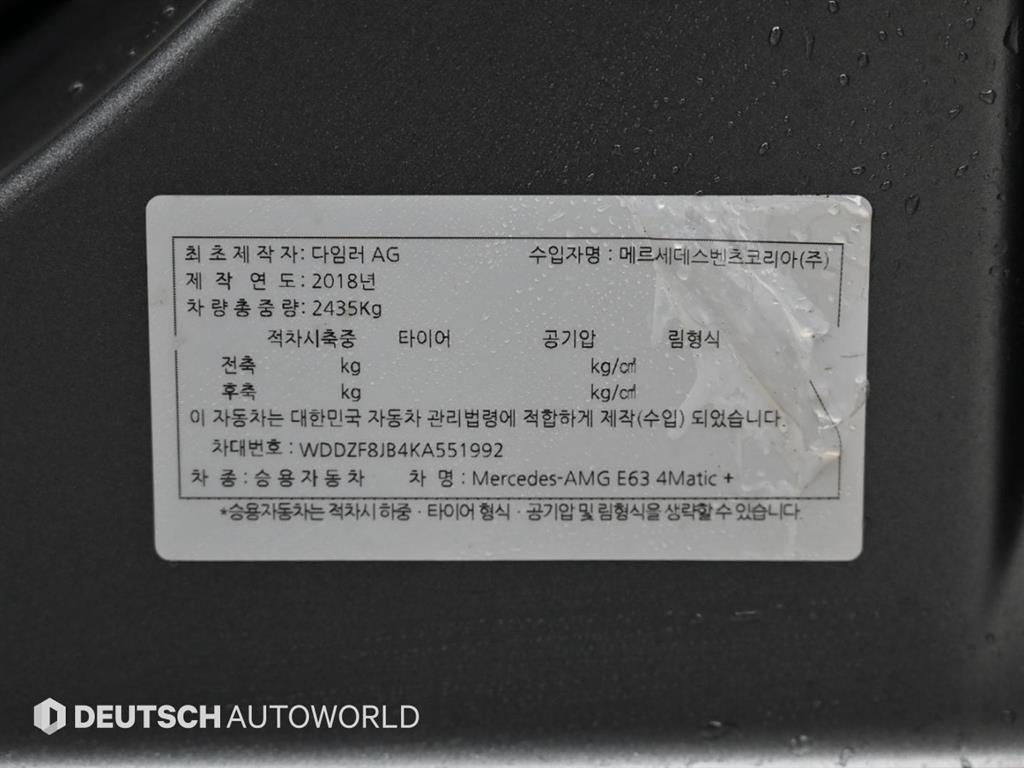 최초제작자: 다임러 AG 수입자명 : 메르세데스벤츠코리아(주)
제 작 연 도 : 2018년
차량총중량: 2435Kg
적차시축중 타이어 공기압 림형식
전축 kg kg/㎠
후축 kg kg/㎠
이 자동차는 대한민국 자동차 관리법령에 적합하게 제작(수입) 되었습니다.
차대번호 : WDDZF8JB4KA551992
차 종 : 승용자동차 차 명 : Mercedes-AMG E63 4Matic +
*승용자동차는 적차시 하중 · 타이어 형식 · 공기압 및 림형식을 생략할 수 있습니다.
DEUTSCH AUTOWORLD